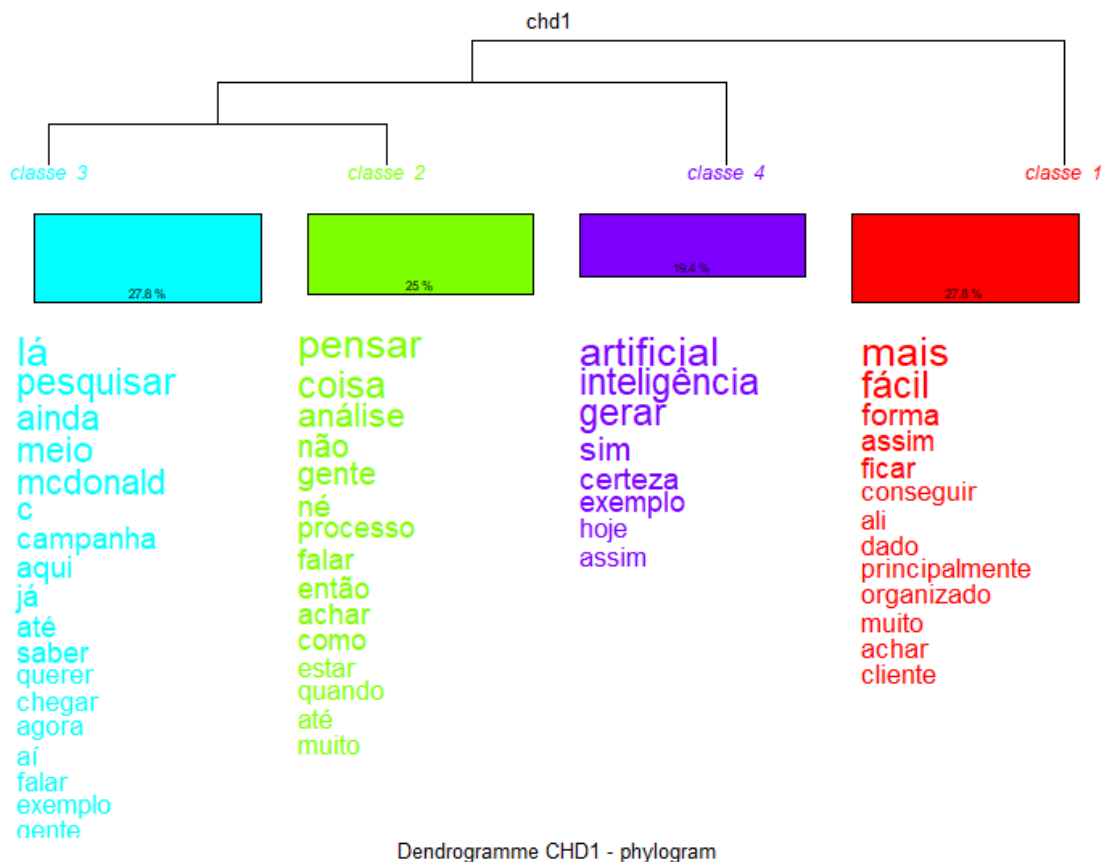 chd1
classe 3
classe 2
classe 4
classe 1
27.8 %
25 %
19.4 %
27.8 %
lá
pesquisar
ainda
meio
mcdonald
c
campanha
aqui
já
até
saber
querer
chegar
agora
aí
falar
exemplo
gente
pensar
coisa
análise
não
gente
né
processo
falar
então
achar
como
estar
quando
até
muito
artificial
inteligência
gerar
sim
certeza
exemplo
hoje
assim
mais
fácil
forma
assim
ficar
conseguir
ali
dado
principalmente
organizado
muito
achar
cliente
Dendrogramme CHD1 - phylogram